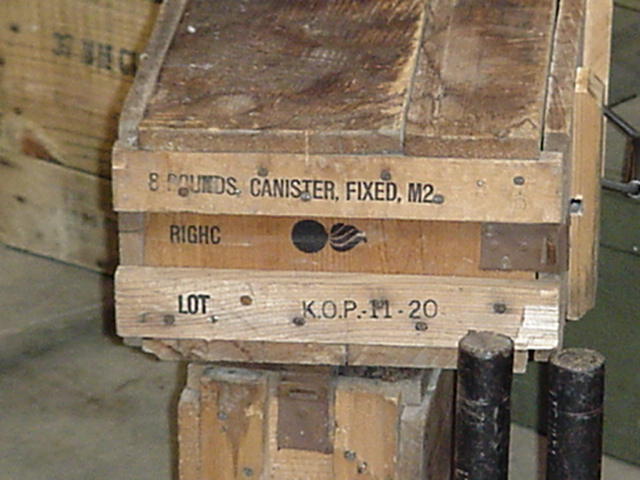 8 ROUNDS, CANISTER, FIXED, M2
RIGHC
LOT K.O.P.-11-20